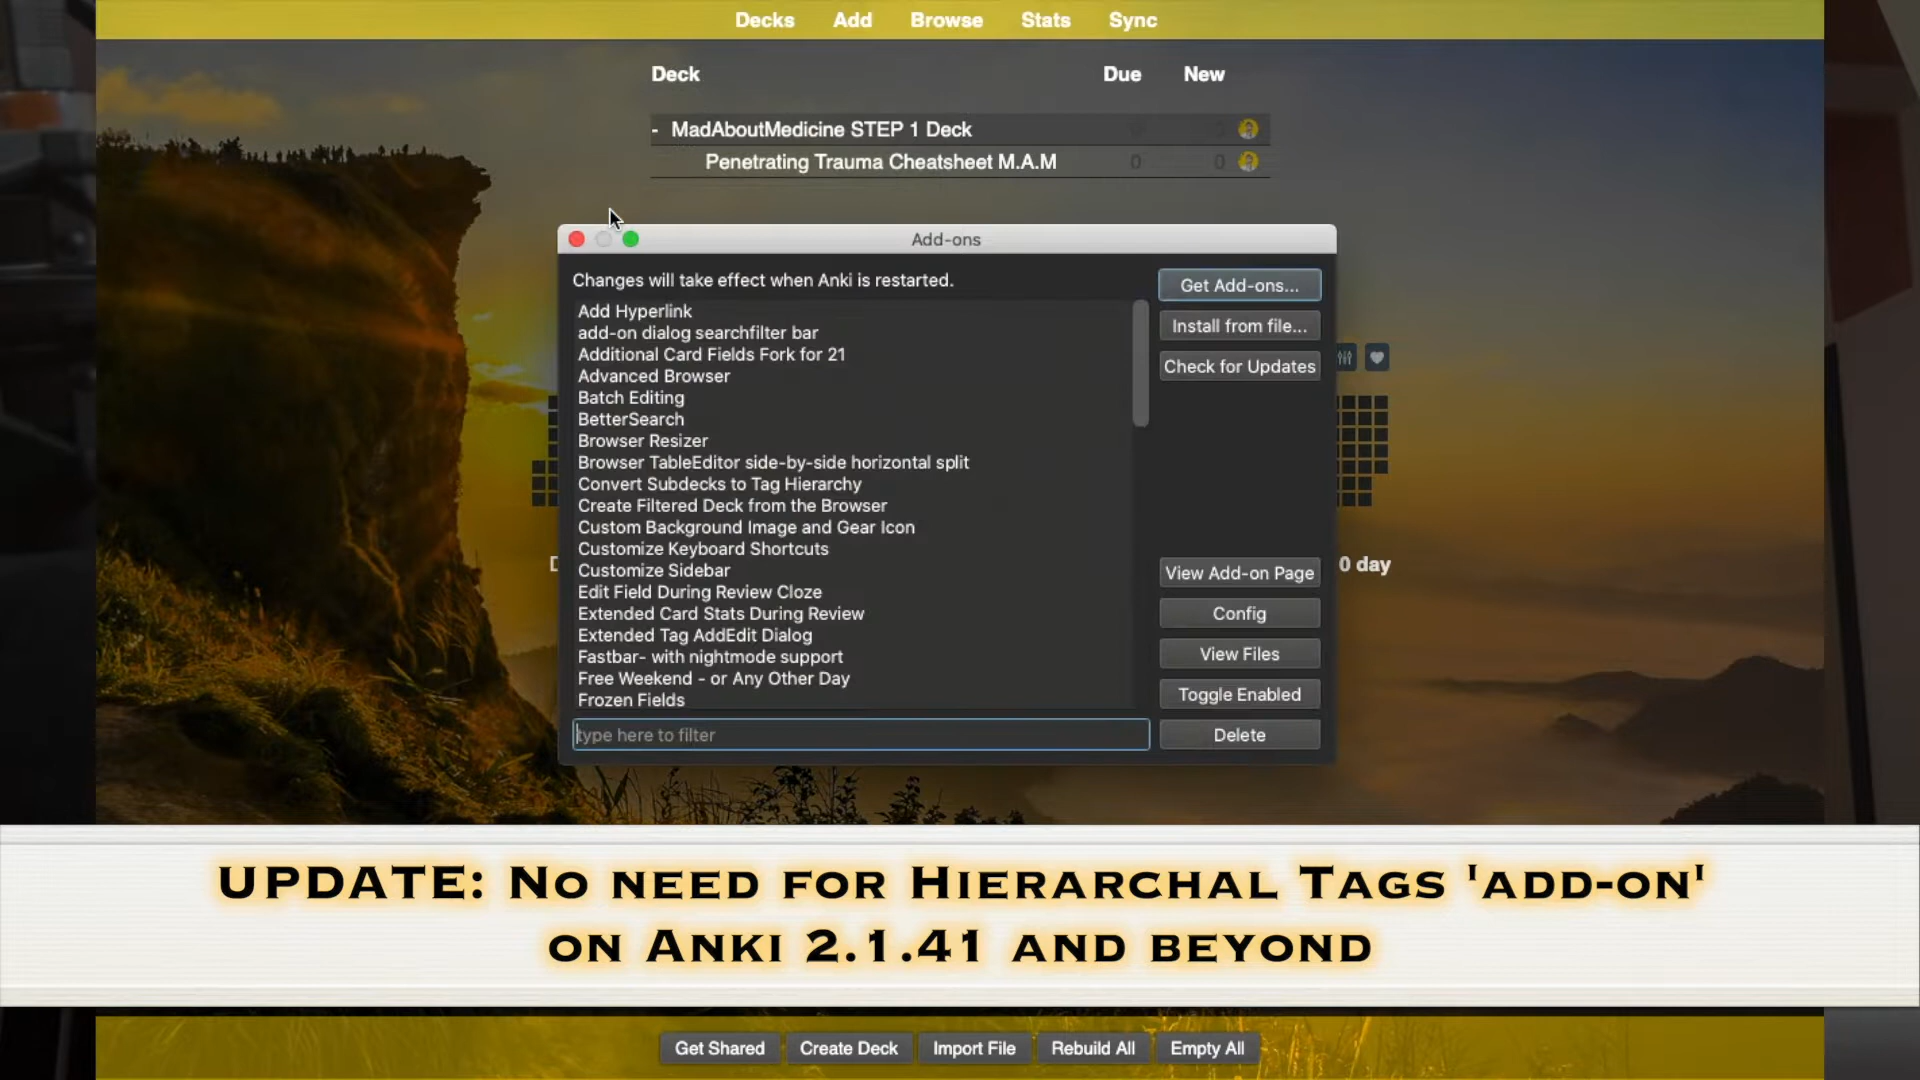 Decks Add Browse Stats Sync
Deck Due New
- MadAboutMedicine STEP 1 Deck
Penetrating Trauma Cheatsheet M.A.M 0 0
Add-ons
Changes will take effect when Anki is restarted.
Get Add-ons...
Add Hyperlink
add-on dialog searchfilter bar
Install from file...
Additional Card Fields Fork for 21
Check for Updates
Advanced Browser
Batch Editing
BetterSearch
Browser Resizer
Browser TableEditor side-by-side horizontal split
Convert Subdecks to Tag Hierarchy
Create Filtered Deck from the Browser
Custom Background Image and Gear Icon
Customize Keyboard Shortcuts
0 day
Customize Sidebar
View Add-on Page
Edit Field During Review Cloze
Extended Card Stats During Review
Config
Extended Tag AddEdit Dialog
Fastbar- with nightmode support
View Files
Free Weekend - or Any Other Day
Toggle Enabled
Frozen Fields
type here to filter
Delete
UPDATE: No need for Hierarchal Tags 'add-on'
on Anki 2.1.41 and beyond
Get Shared Create Deck Import File Rebuild All Empty All